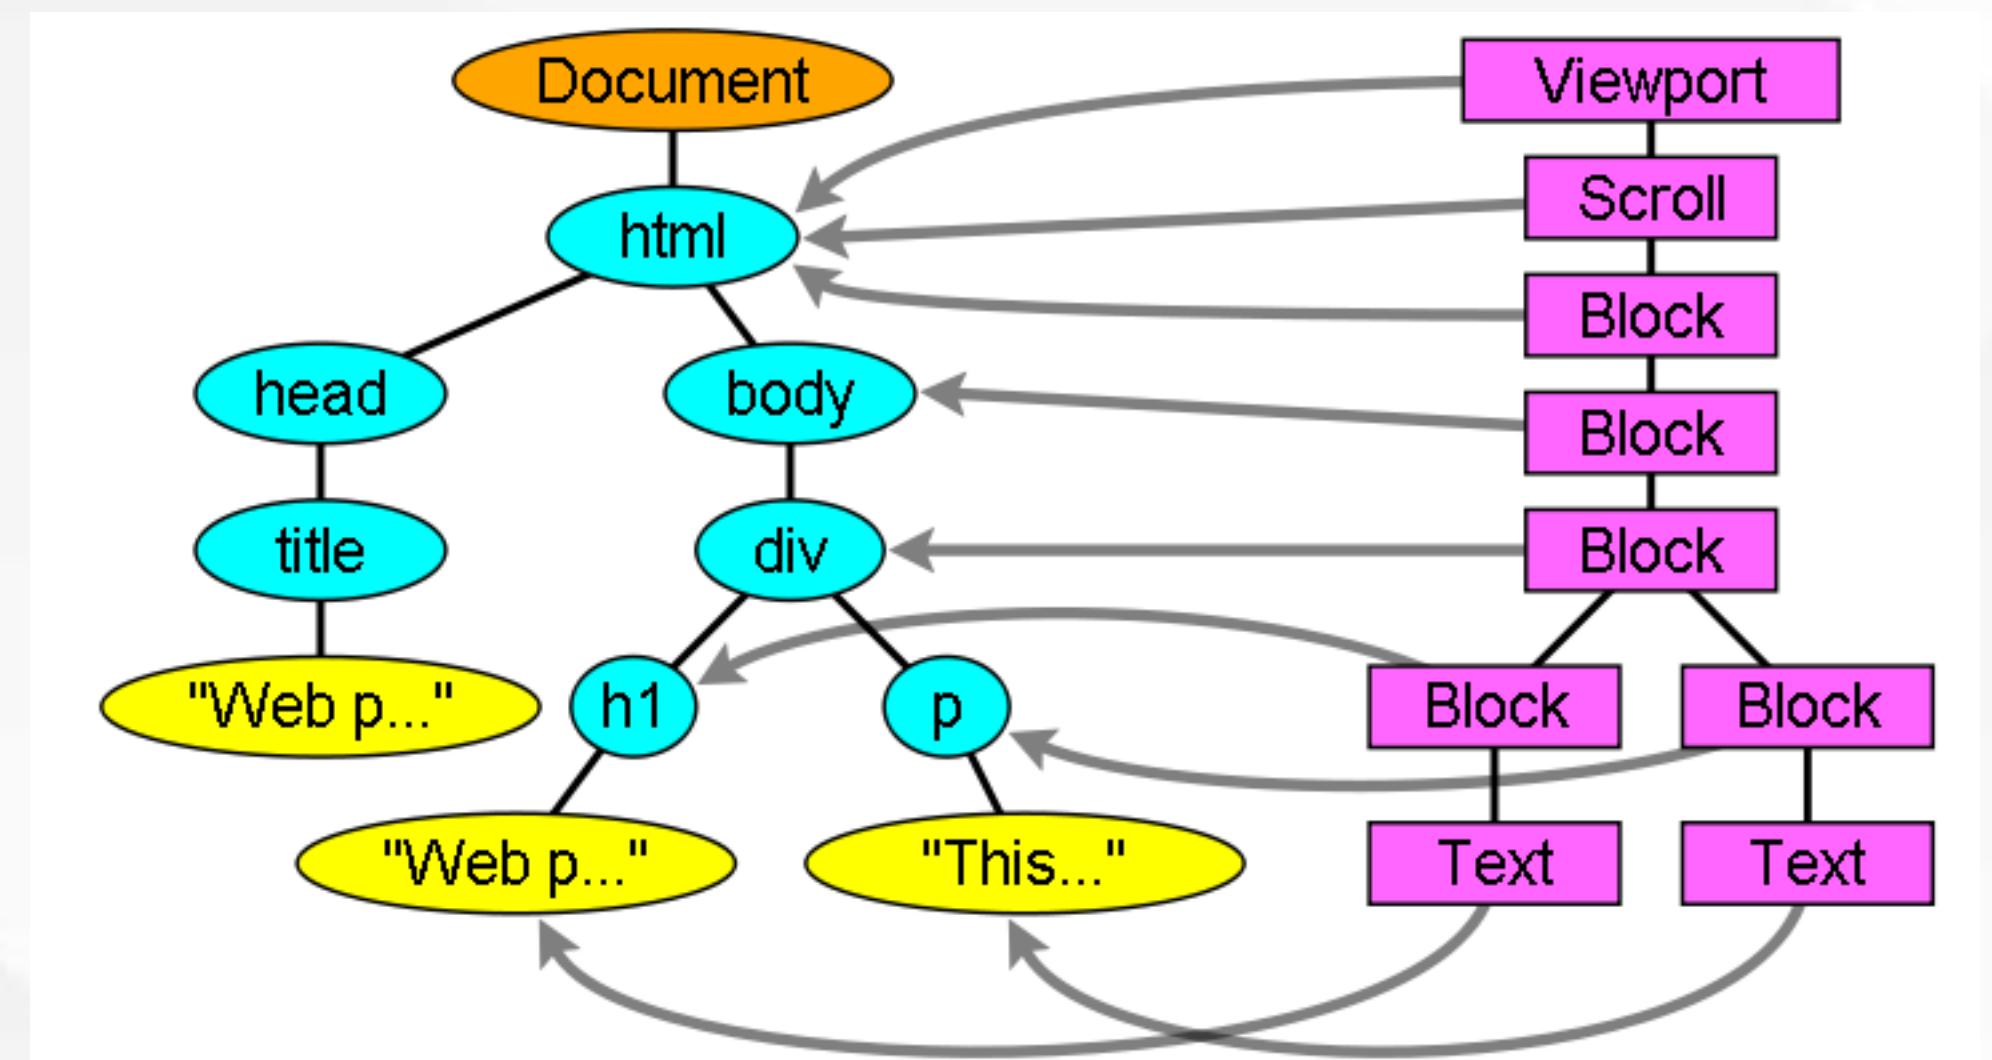 Document
Viewport
Scroll
html
Block
head
body
Block
title
div
Block
"Web p..."
h1
p
Block
Block
"Web p..."
"This..."
Text
Text